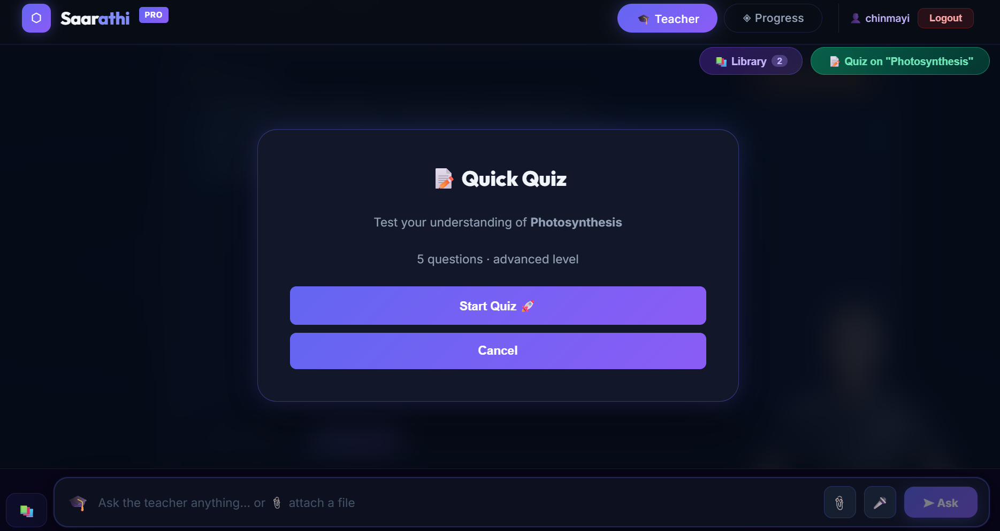 Saarathi PRO
🎓 Teacher
◈ Progress
👤 chinmayi
Logout
📚 Library 2
📝 Quiz on "Photosynthesis"
📝 Quick Quiz
Test your understanding of Photosynthesis
5 questions · advanced level
Start Quiz 🚀
Cancel
🎓 Ask the teacher anything... or 📎 attach a file
➤ Ask